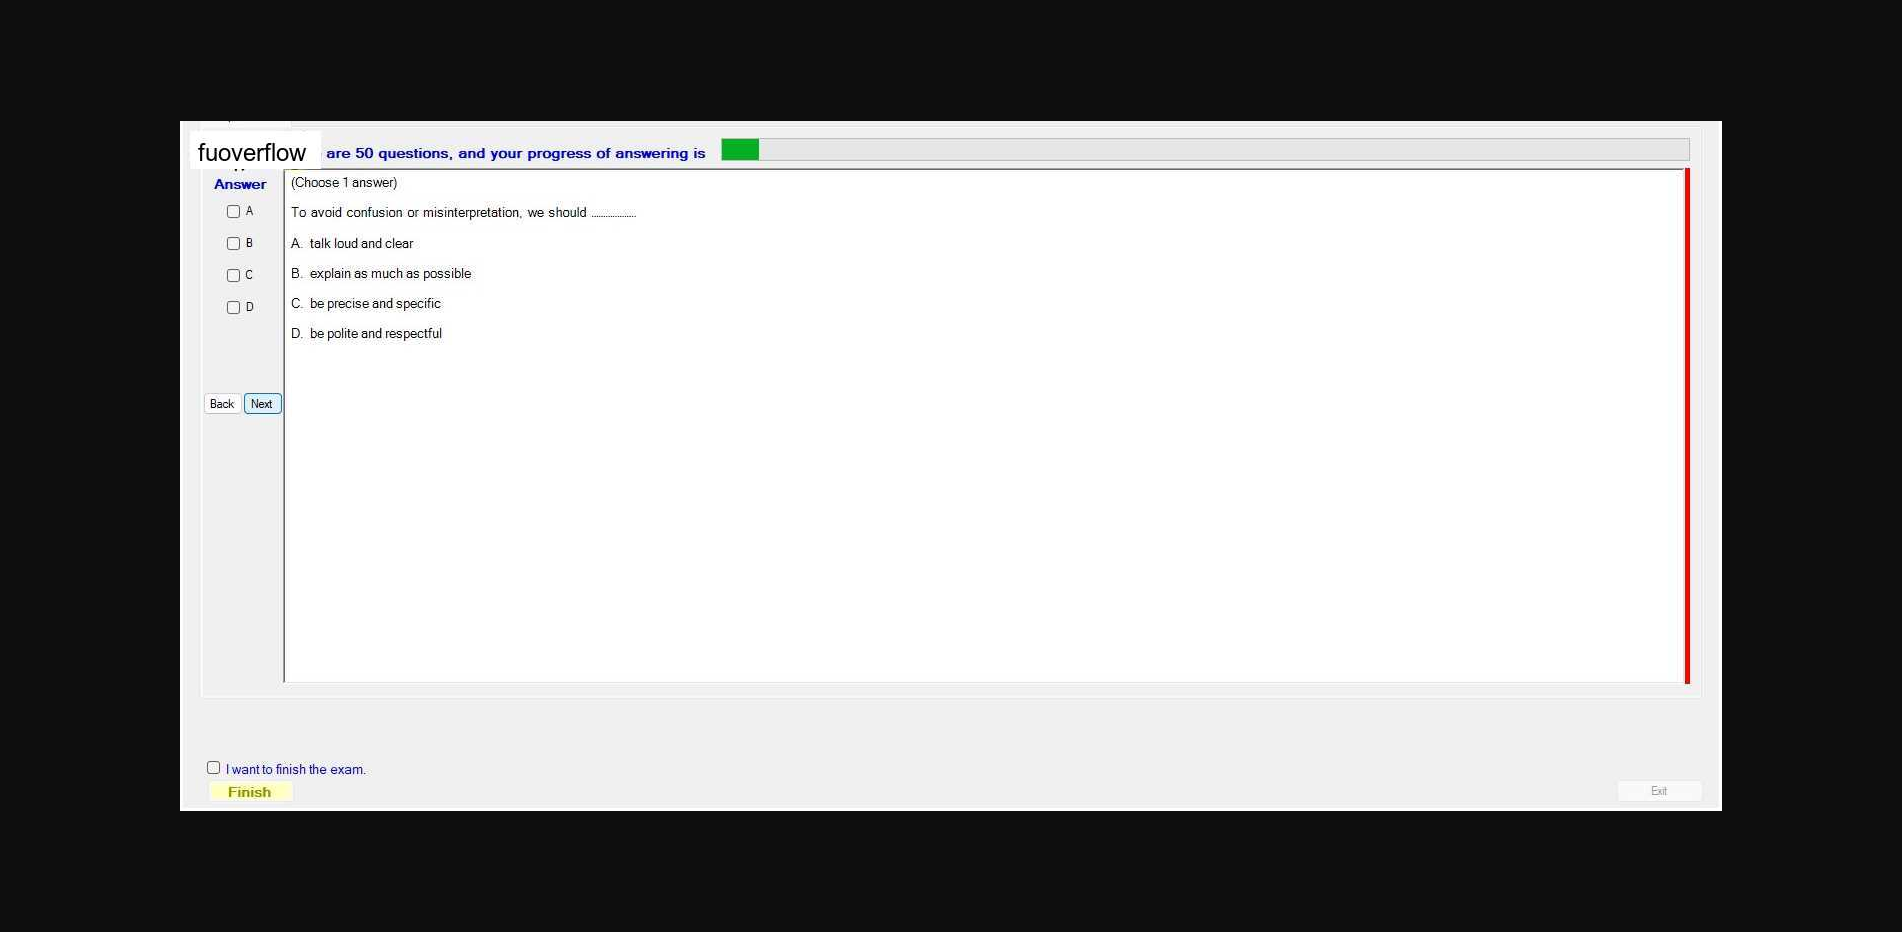 fuoverflow are 50 questions, and your progress of answering is
Answer
(Choose 1 answer)
A
To avoid confusion or misinterpretation, we should ..................
B
A. talk loud and clear
C
B. explain as much as possible
D
C. be precise and specific
D. be polite and respectful
Back Next
I want to finish the exam.
Finish
Exit